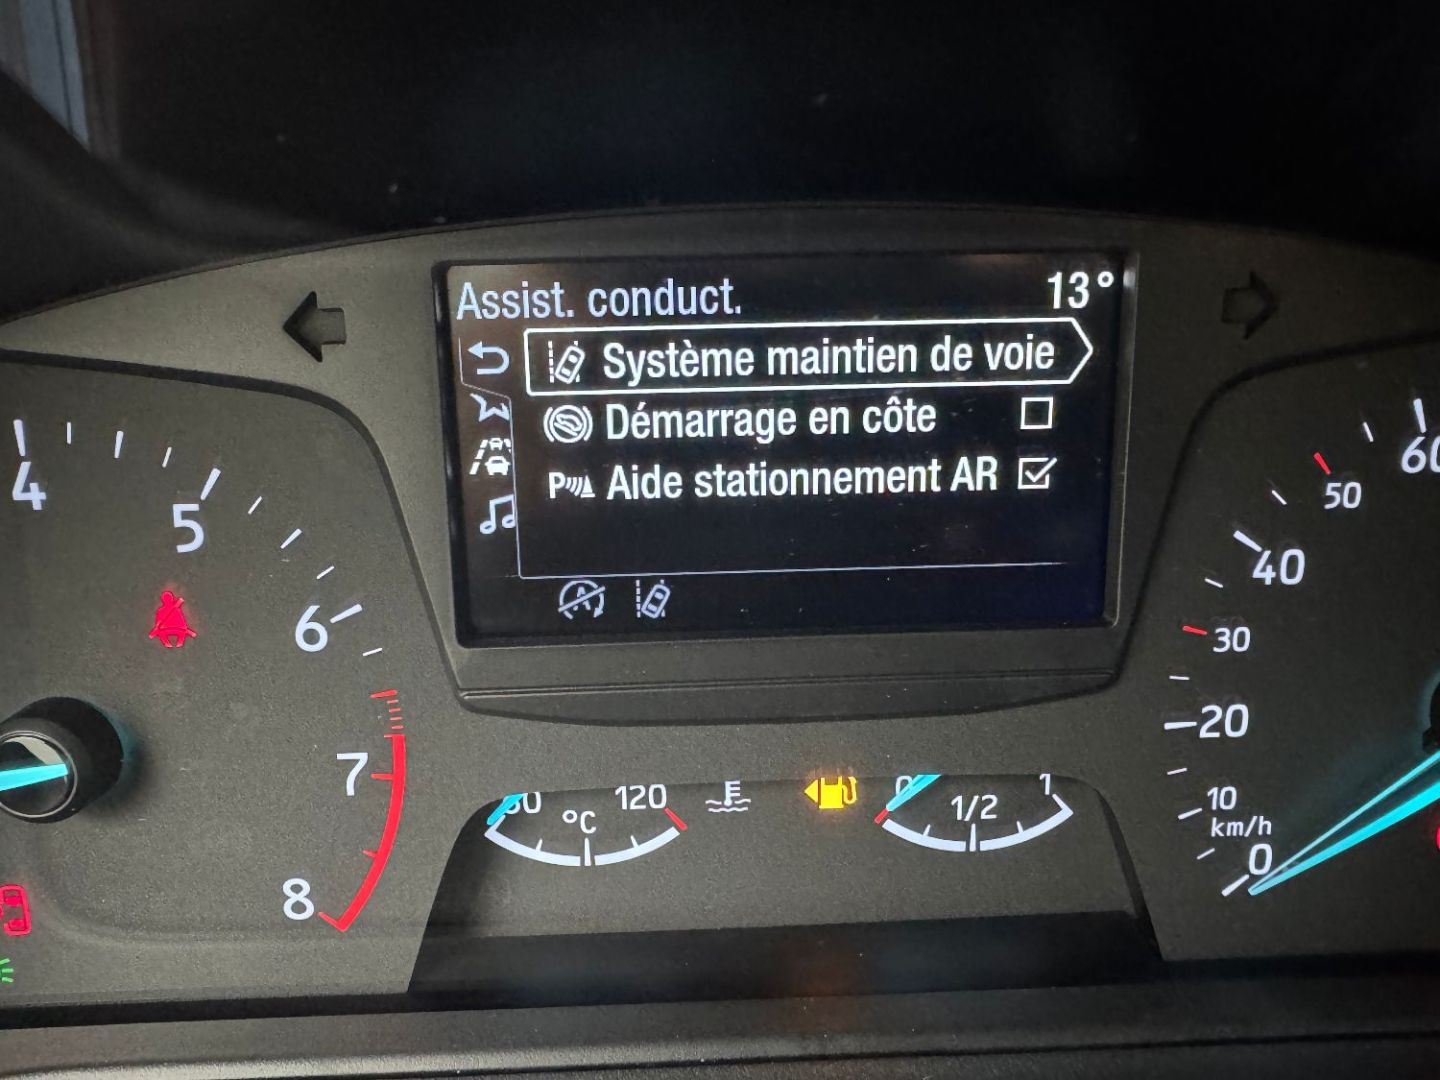 Assist. conduct. 13°
Système maintien de voie
Démarrage en côte
Aide stationnement AR
4
5
6
7
8
120
°C
0
1/2
1
60
50
40
30
20
10
km/h
0